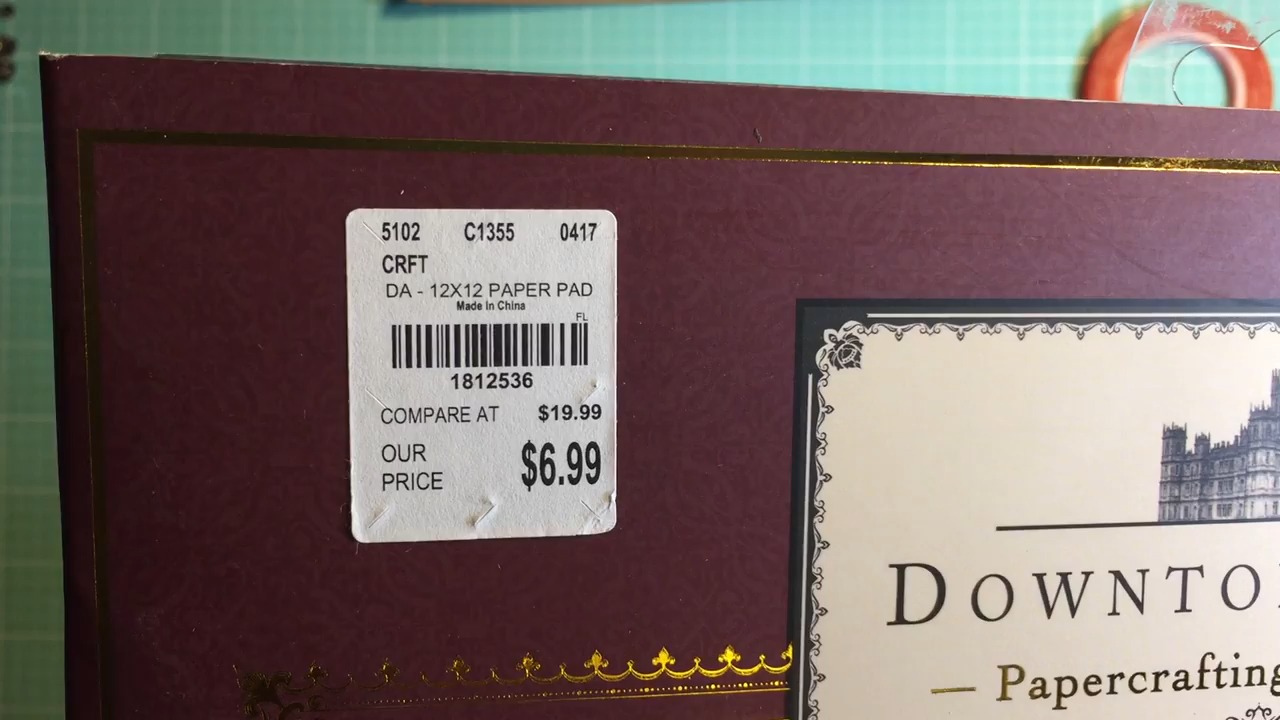 5102 C1355 0417
CRFT
DA - 12X12 PAPER PAD
Made In China
FL
1812536
COMPARE AT $19.99
OUR
PRICE $6.99
DOWNTO
— Papercrafting